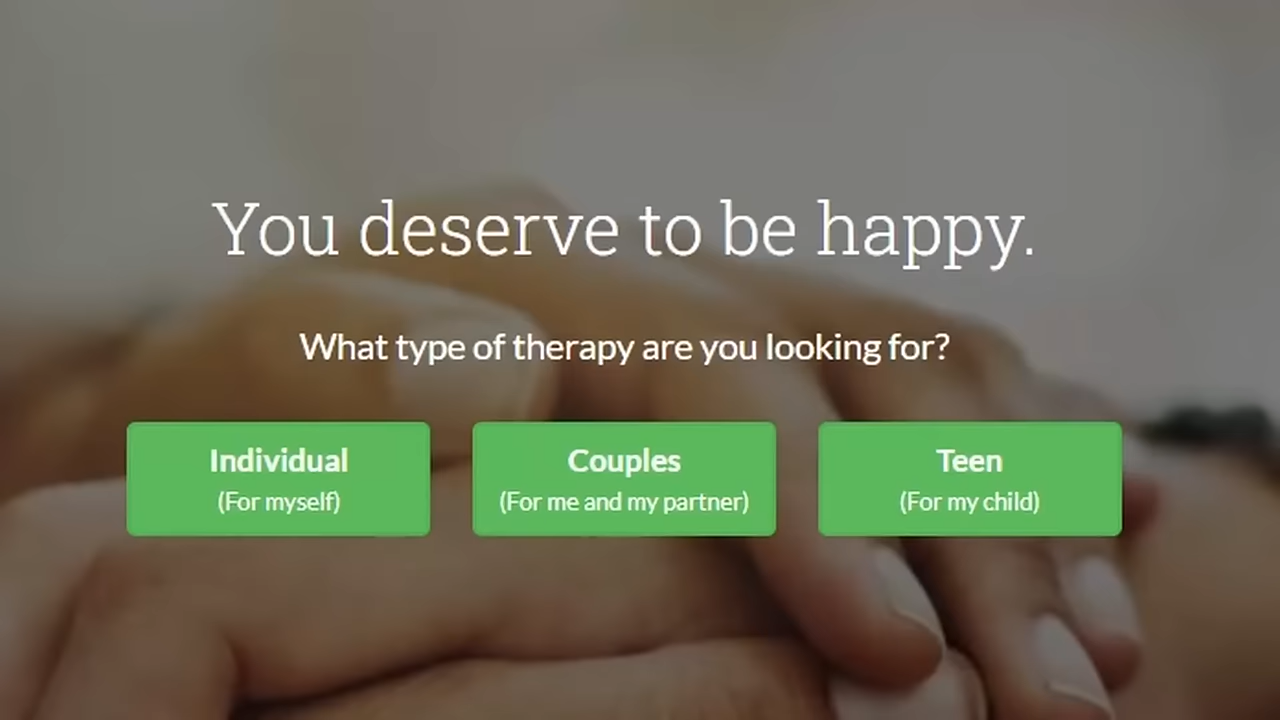 You deserve to be happy.
What type of therapy are you looking for?
Individual
(For myself)
Couples
(For me and my partner)
Teen
(For my child)